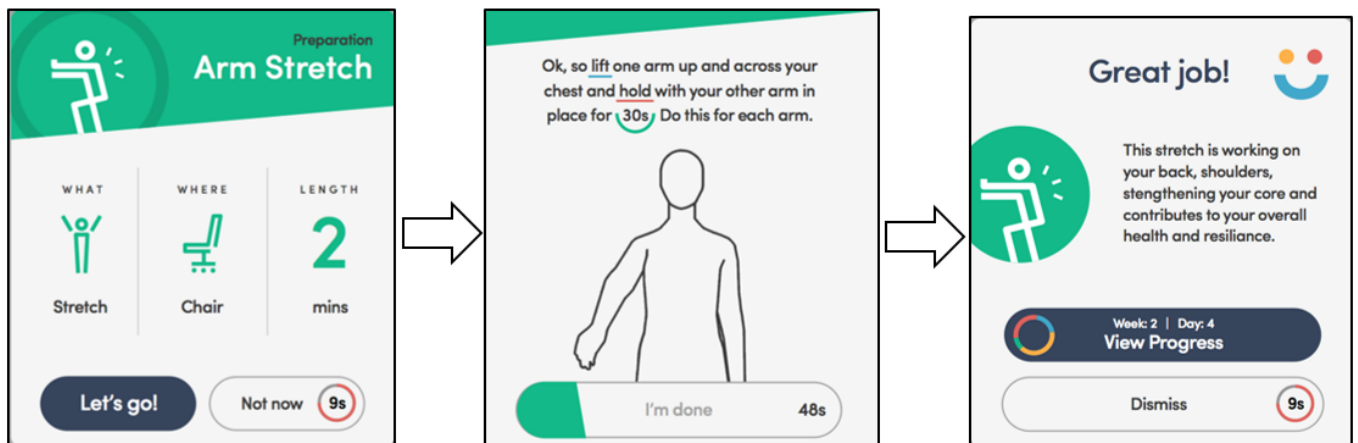 Preparation
Arm Stretch
WHAT
WHERE
LENGTH
2
Stretch
Chair
mins
Let's go!
Not now
9s
Ok, so lift one arm up and across your
chest and hold with your other arm in
place for 30s. Do this for each arm.
I'm done
48s
Great job!
This stretch is working on
your back, shoulders,
stengthening your core and
contributes to your overall
health and resiliance.
Week: 2 | Day: 4
View Progress
Dismiss
9s